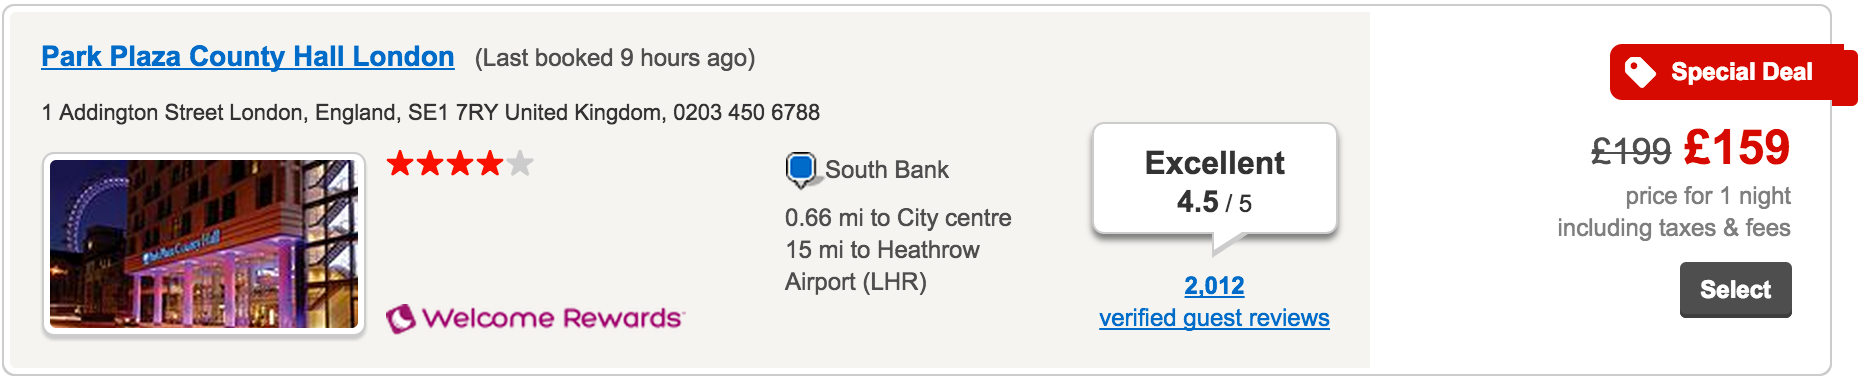 Park Plaza County Hall London (Last booked 9 hours ago)
1 Addington Street London, England, SE1 7RY United Kingdom, 0203 450 6788
Park Plaza County Hall
Welcome Rewards
South Bank
0.66 mi to City centre
15 mi to Heathrow
Airport (LHR)
Excellent
4.5 / 5
2,012
verified guest reviews
Special Deal
£199 £159
price for 1 night
including taxes & fees
Select